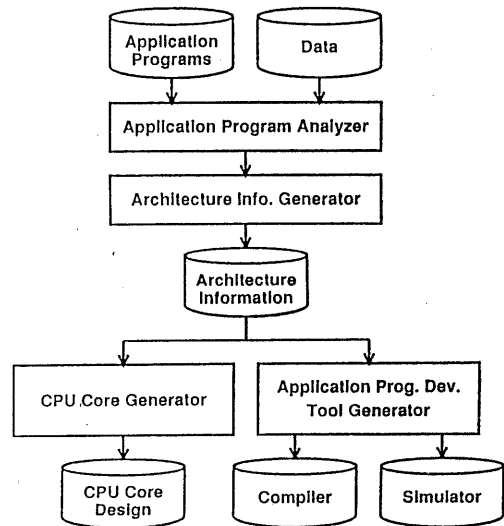 Application
Programs
Data
Application Program Analyzer
Architecture Info. Generator
Architecture
Information
CPU Core Generator
Application Prog. Dev.
Tool Generator
CPU Core
Design
Compiler
Simulator